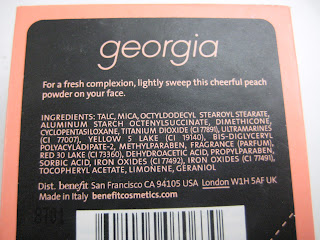 georgia
For a fresh complexion, lightly sweep this cheerful peach
powder on your face.
INGREDIENTS: TALC, MICA, OCTYLDODECYL STEAROYL STEARATE,
ALUMINUM STARCH OCTENYLSUCCINATE, DIMETHICONE,
CYCLOPENTASILOXANE, TITANIUM DIOXIDE (CI 77891), ULTRAMARINES
(CI 77007), YELLOW 5 LAKE (CI 19140), BIS-DIGLYCERYL
POLYACYLADIPATE-2, METHYLPARABEN, FRAGRANCE (PARFUM),
RED 30 LAKE (CI 73360), DEHYDROACETIC ACID, PROPYLPARABEN,
SORBIC ACID, IRON OXIDES (CI 77492), IRON OXIDES (CI 77491),
TOCOPHERYL ACETATE, LIMONENE, GERANIOL
Dist. benefit San Francisco CA 94105 USA London W1H 5AF UK
Made in Italy benefitcosmetics.com